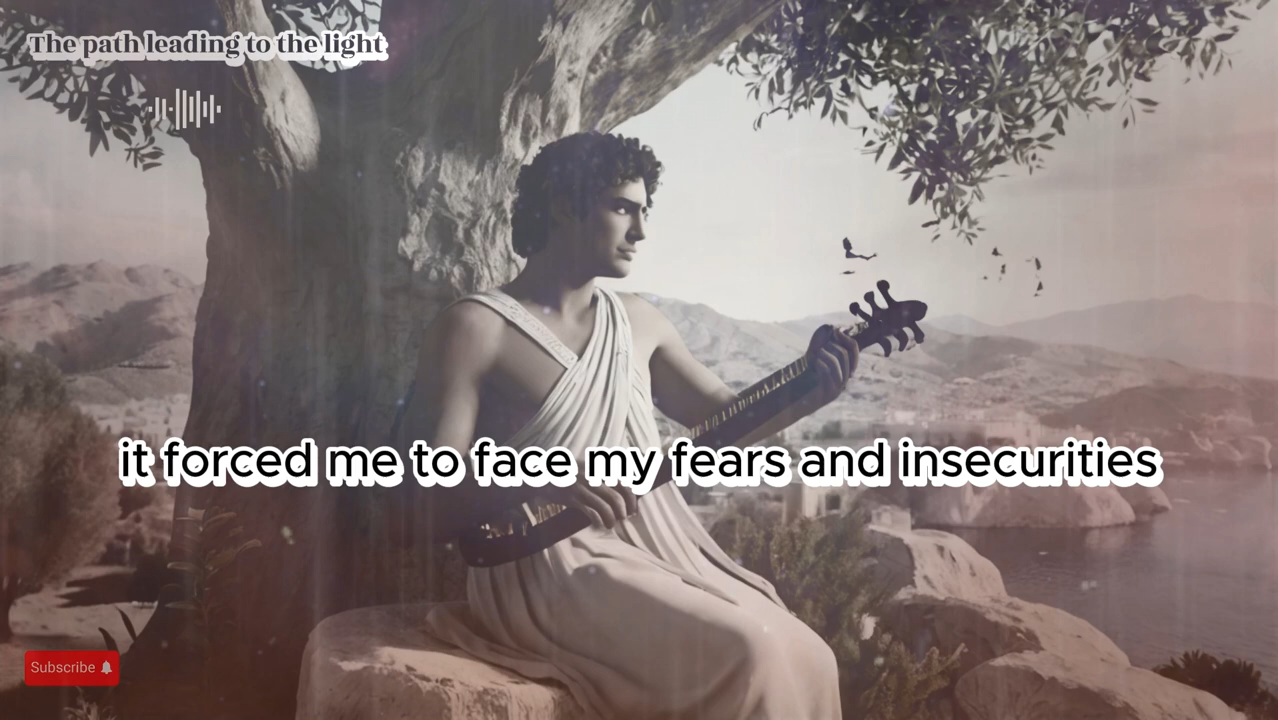 The path leading to the light
it forced me to face my fears and insecurities
Subscribe